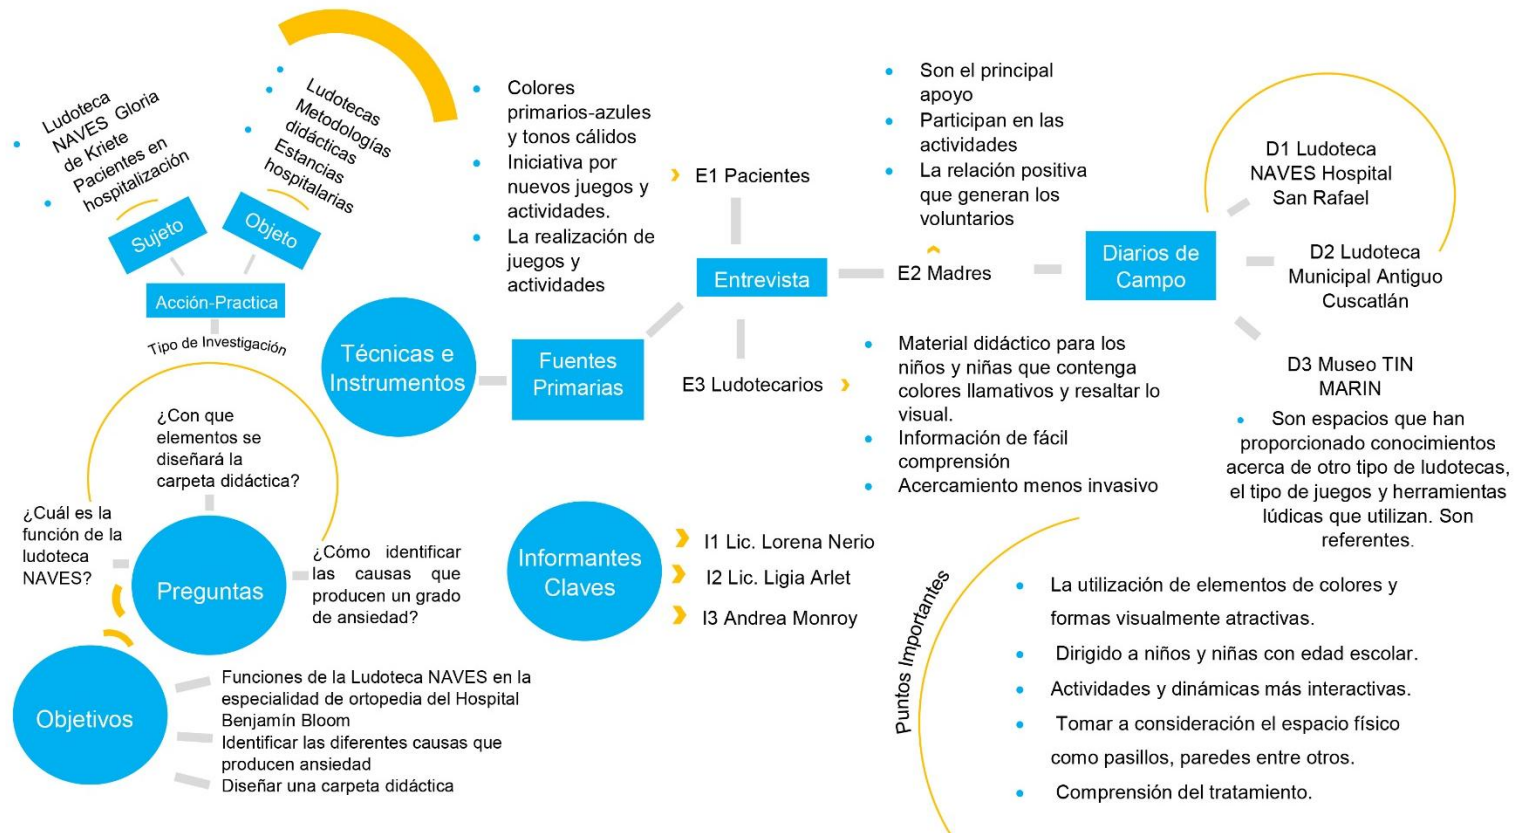 Ludoteca
NAVES Gloria
de Kriete
Pacientes en
hospitalización
Ludotecas
Metodologías
didácticas
Estancias
hospitalarias
Sujeto
Objeto
Acción-Practica
Tipo de Investigación
Técnicas e
Instrumentos
Fuentes
Primarias
Colores
primarios-azules
y tonos cálidos
Iniciativa por
nuevos juegos y
actividades.
La realización de
juegos y
actividades
E1 Pacientes
Entrevista
E3 Ludotecarios
Son el principal
apoyo
Participan en las
actividades
La relación positiva
que generan los
voluntarios
E2 Madres
Material didáctico para los
niños y niñas que contenga
colores llamativos y resaltar lo
visual.
Información de fácil
comprensión
Acercamiento menos invasivo
Diarios de
Campo
D1 Ludoteca
NAVES Hospital
San Rafael
D2 Ludoteca
Municipal Antiguo
Cuscatlán
D3 Museo TIN
MARIN
Son espacios que han
proporcionado conocimientos
acerca de otro tipo de ludotecas,
el tipo de juegos y herramientas
lúdicas que utilizan. Son
referentes.
¿Con que
elementos se
diseñará la
carpeta didáctica?
¿Cuál es la
función de la
ludoteca
NAVES?
Preguntas
¿Cómo identificar
las causas que
producen un grado
de ansiedad?
Informantes
Claves
I1 Lic. Lorena Nerio
I2 Lic. Ligia Arlet
I3 Andrea Monroy
Objetivos
Funciones de la Ludoteca NAVES en la
especialidad de ortopedia del Hospital
Benjamín Bloom
Identificar las diferentes causas que
producen ansiedad
Diseñar una carpeta didáctica
Puntos Importantes
La utilización de elementos de colores y
formas visualmente atractivas.
Dirigido a niños y niñas con edad escolar.
Actividades y dinámicas más interactivas.
Tomar a consideración el espacio físico
como pasillos, paredes entre otros.
Comprensión del tratamiento.